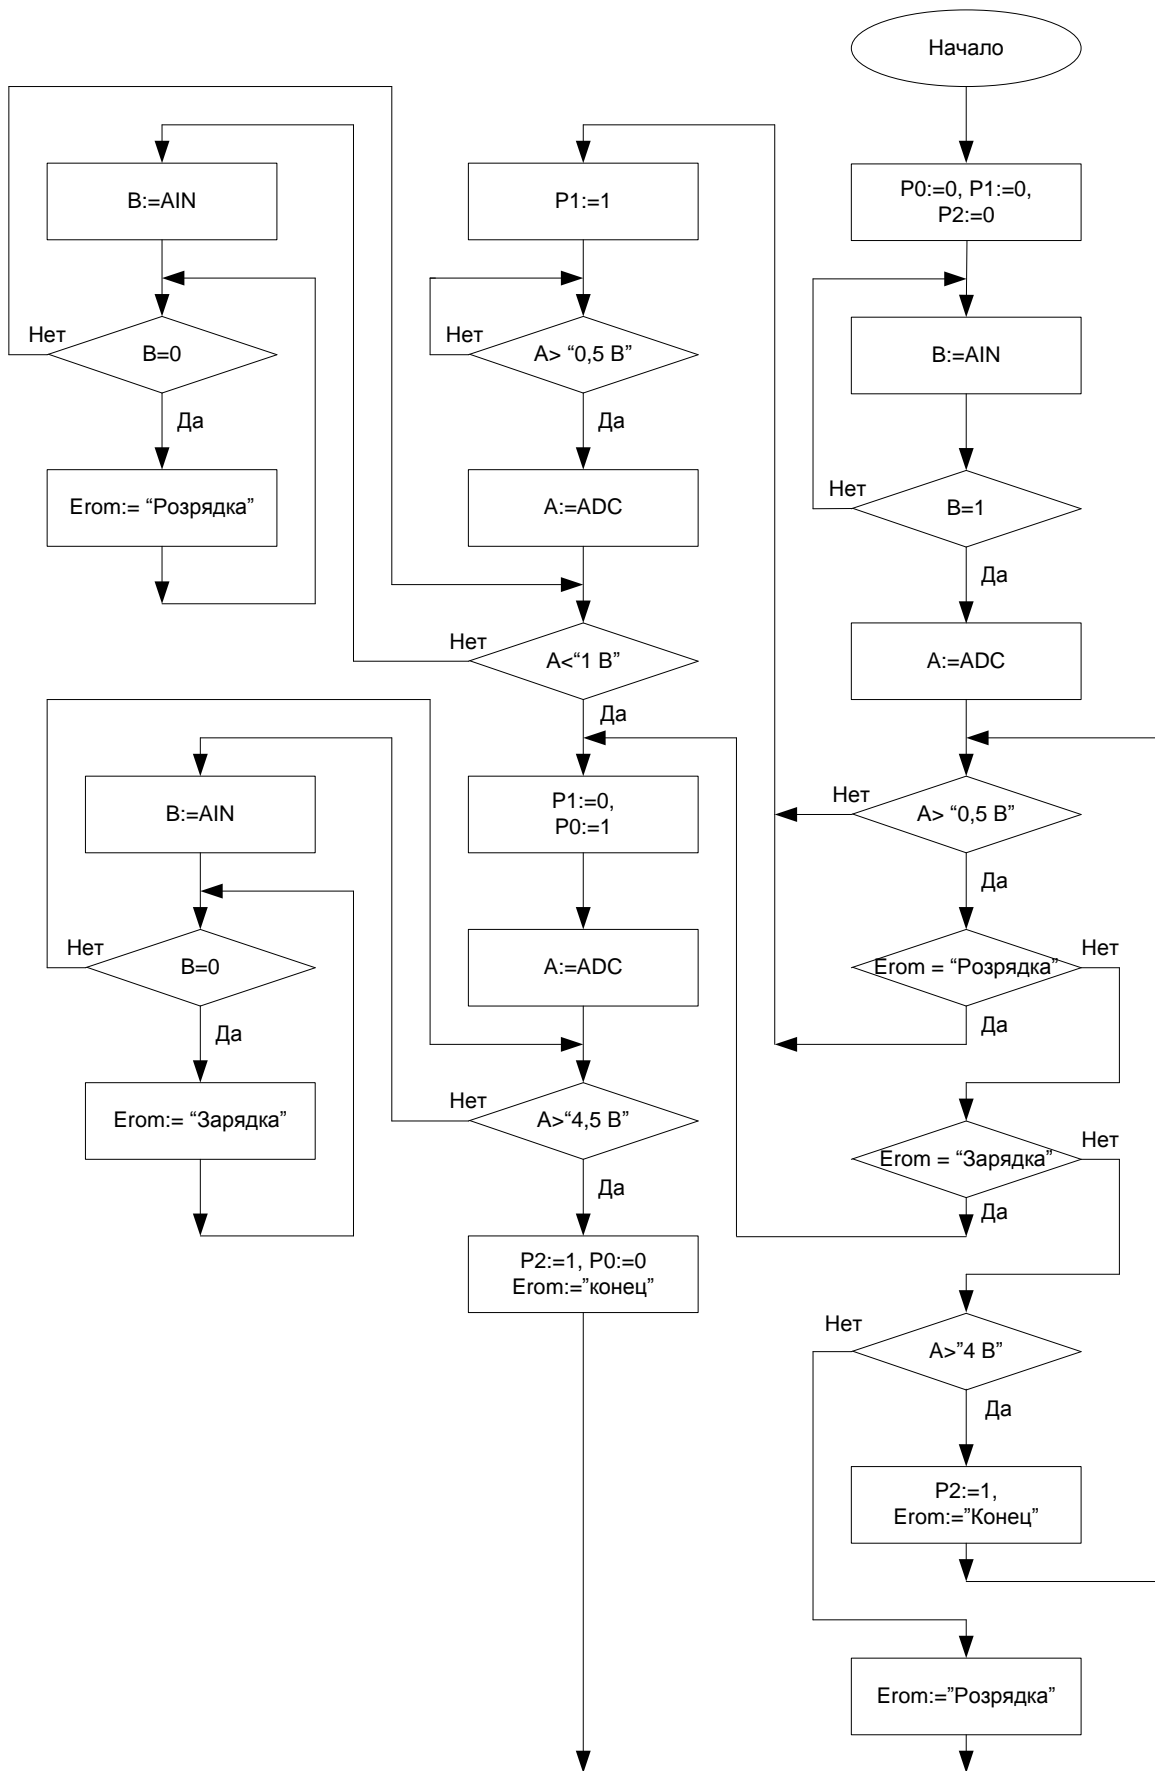 Начало
P0:=0, P1:=0,
P2:=0
B:=AIN
Нет
B=1
Да
A:=ADC
Нет
A> “0,5 В”
Да
Erom = “Розрядка”
Нет
Да
Erom = “Зарядка”
Нет
Да
Нет
A>”4 В”
Да
P2:=1,
Erom:=”Конец”
Erom:=”Розрядка”
P1:=1
Нет
A> “0,5 В”
Да
A:=ADC
Нет
A<“1 В”
Да
P1:=0,
P0:=1
A:=ADC
Нет
A>“4,5 В”
Да
P2:=1, P0:=0
Erom:=”конец”
B:=AIN
Нет
B=0
Да
Erom:= “Розрядка”
B:=AIN
Нет
B=0
Да
Erom:= “Зарядка”